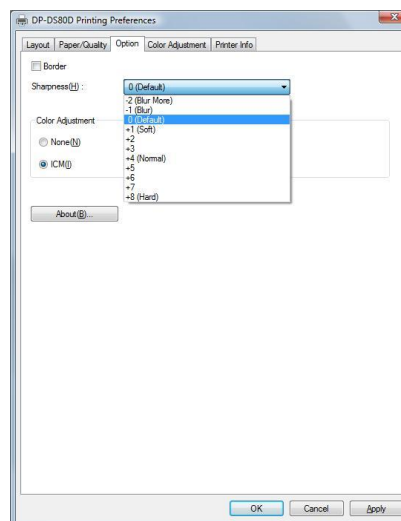 DP-DS80D Printing Preferences
Layout Paper/Quality Option Color Adjustment Printer Info
Border
Sharpness(H) : 0 (Default)
-2 (Blur More)
-1 (Blur)
0 (Default)
+1 (Soft)
+2
+3
+4 (Normal)
+5
+6
+7
+8 (Hard)
Color Adjustment
None(N)
ICM(I)
About(B)...
OK Cancel Apply